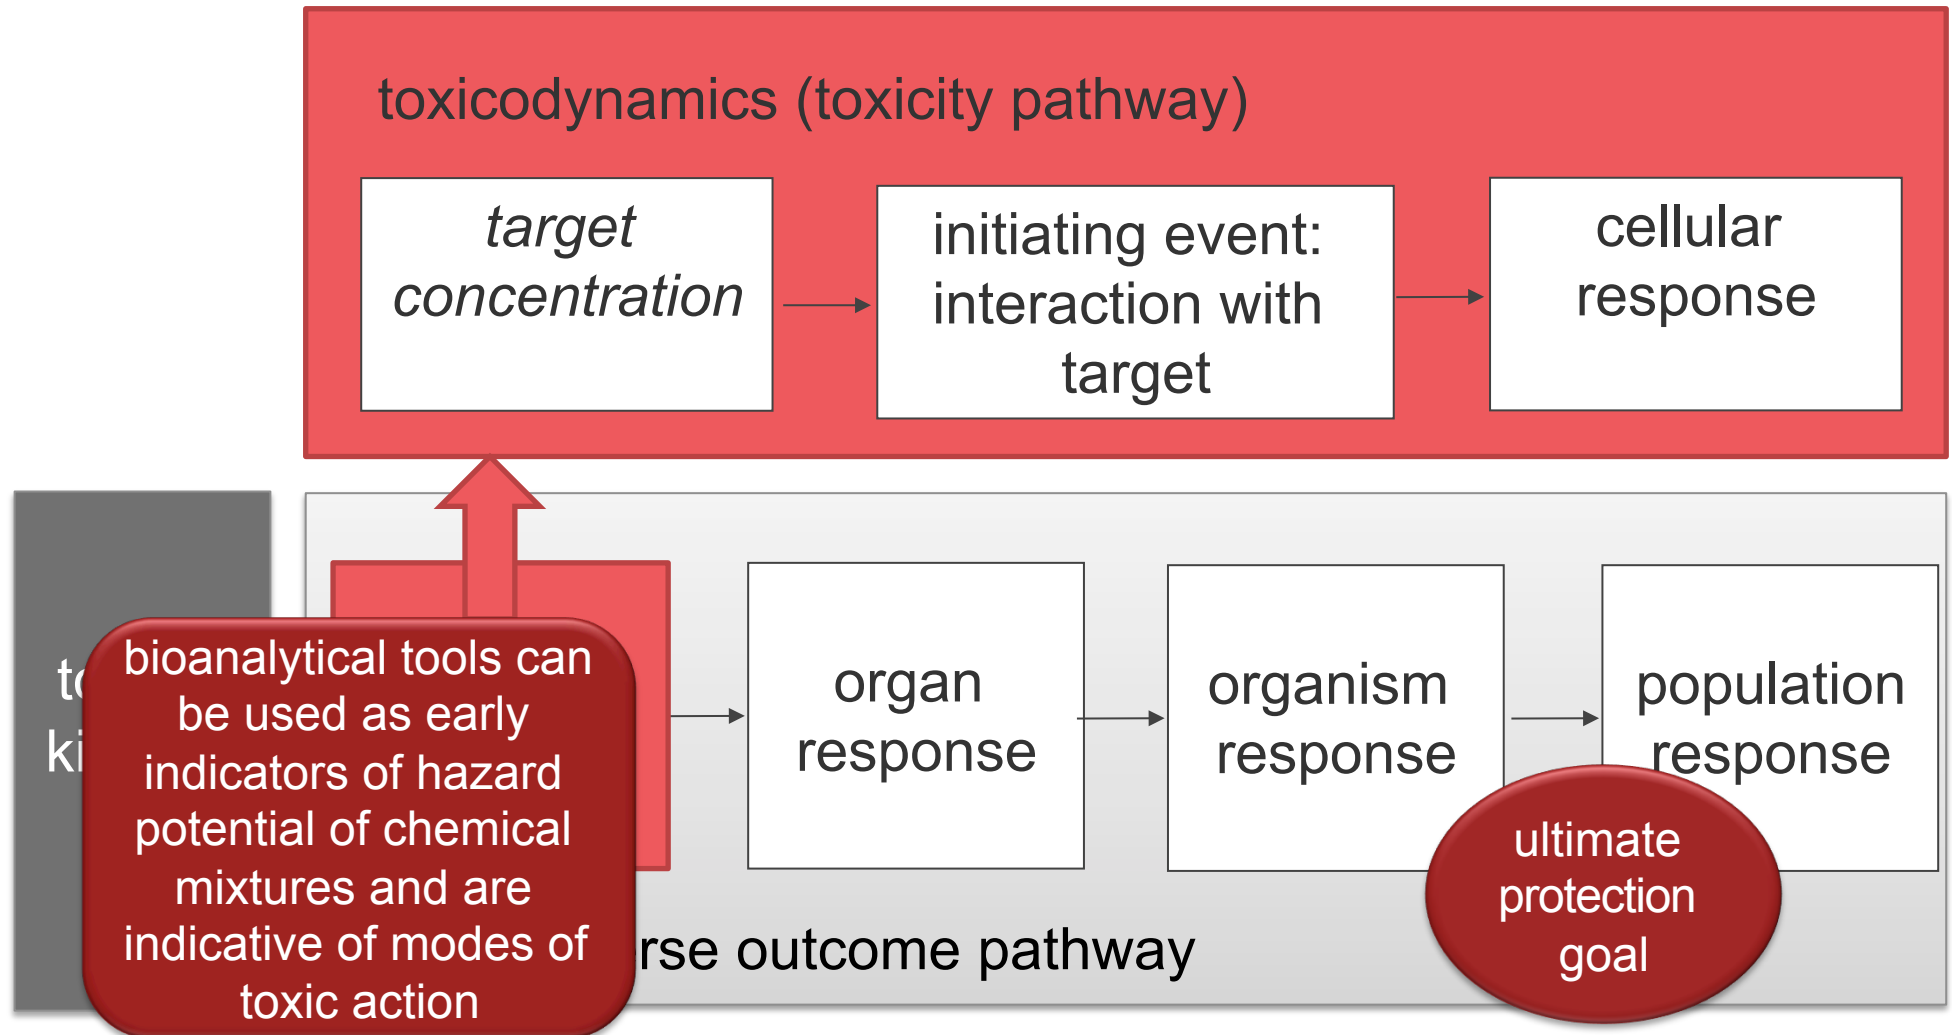 toxicodynamics (toxicity pathway)
target
concentration
initiating event:
interaction with
target
cellular
response
bioanalytical tools can
be used as early
indicators of hazard
potential of chemical
mixtures and are
indicative of modes of
toxic action
organ
response
organism
response
population
response
ultimate
protection
goal
outcome pathway